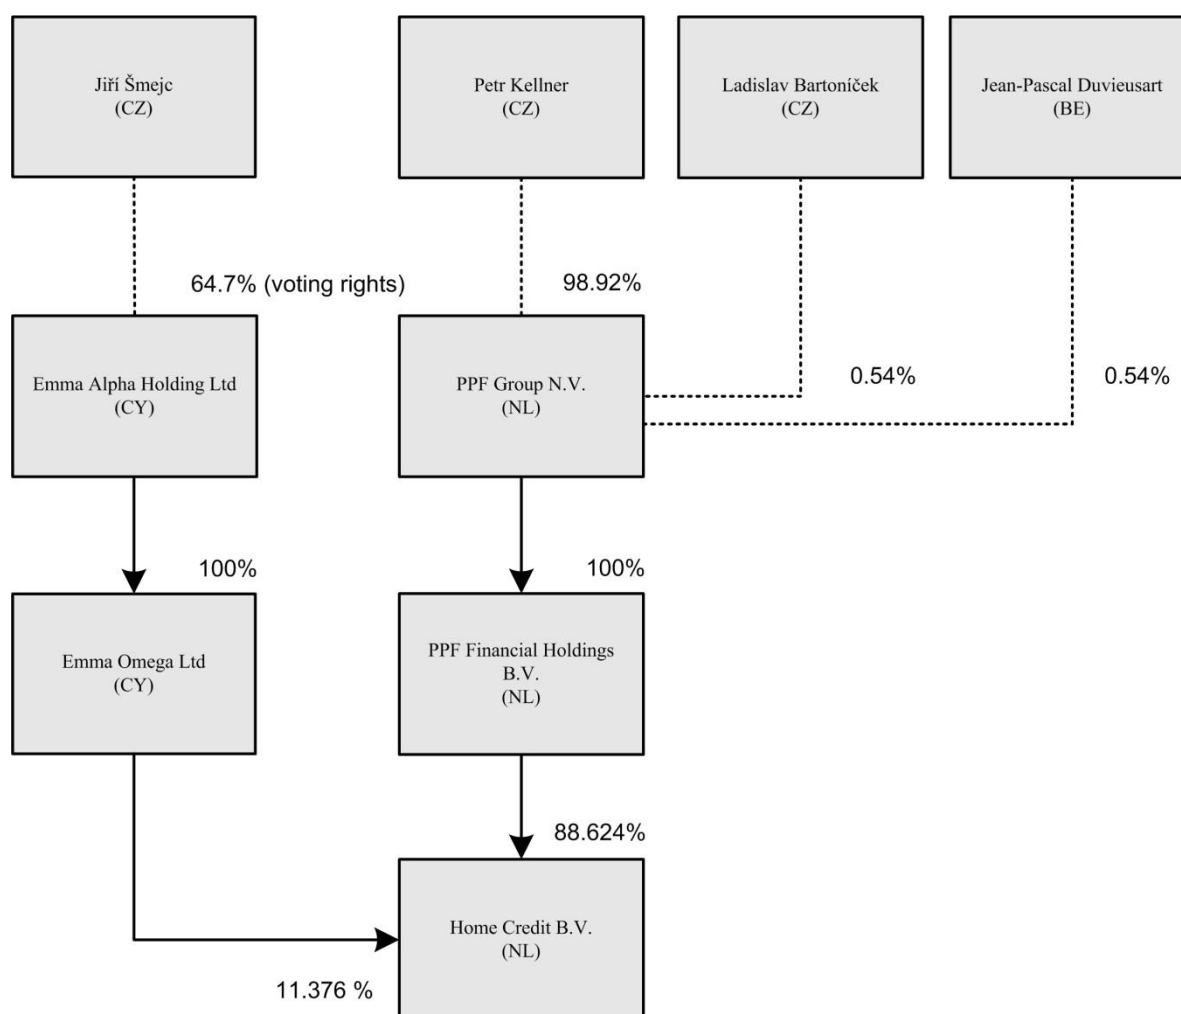 Jiří Šmejc
(CZ)
Petr Kellner
(CZ)
Ladislav Bartoníček
(CZ)
Jean-Pascal Duvieusart
(BE)
64.7% (voting rights)
98.92%
0.54%
0.54%
Emma Alpha Holding Ltd
(CY)
PPF Group N.V.
(NL)
100%
100%
Emma Omega Ltd
(CY)
PPF Financial Holdings
B.V.
(NL)
88.624%
Home Credit B.V.
(NL)
11.376 %